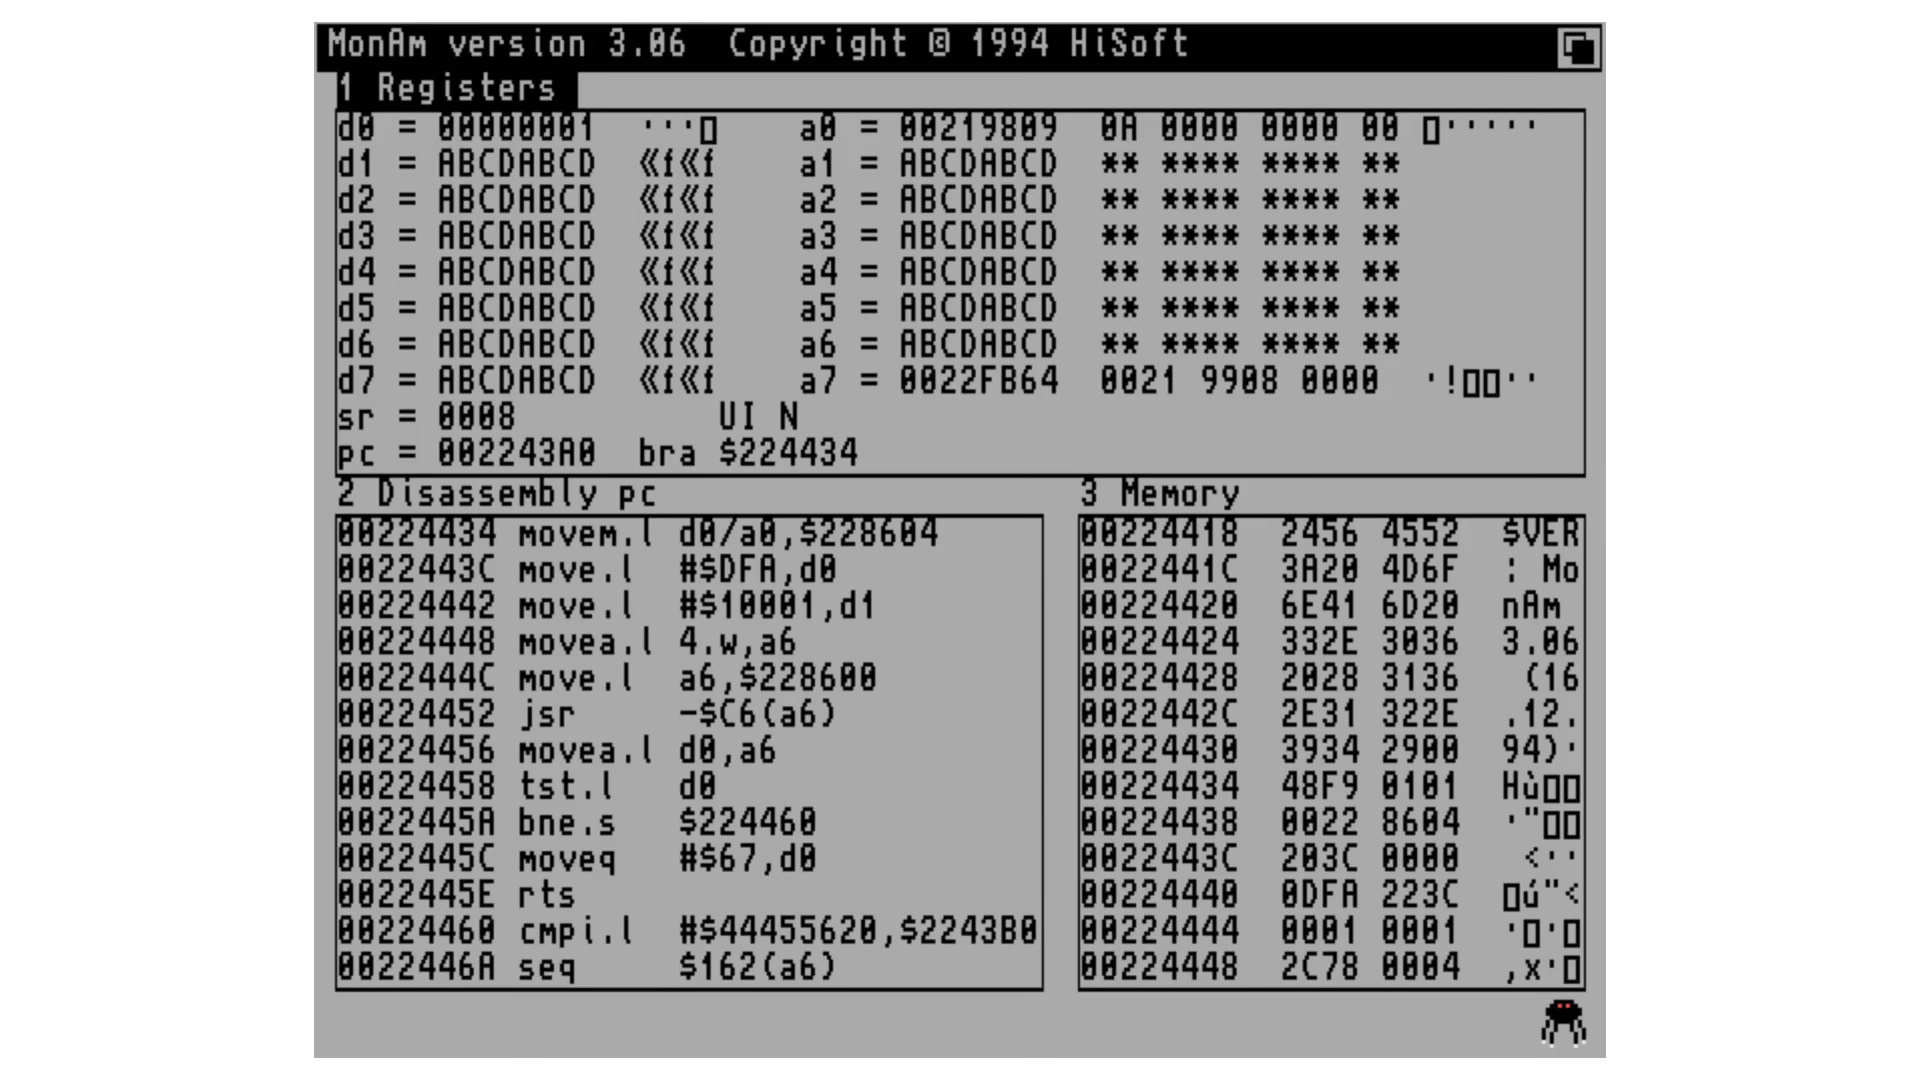 MonAm version 3.06  Copyright © 1994 HiSoft
1 Registers
d0 = 00000001  ···▯  a0 = 00219809  0A 0000 0000 00 ▯·····
d1 = ABCDABCD  «f«f  a1 = ABCDABCD  ** **** **** **
d2 = ABCDABCD  «f«f  a2 = ABCDABCD  ** **** **** **
d3 = ABCDABCD  «f«f  a3 = ABCDABCD  ** **** **** **
d4 = ABCDABCD  «f«f  a4 = ABCDABCD  ** **** **** **
d5 = ABCDABCD  «f«f  a5 = ABCDABCD  ** **** **** **
d6 = ABCDABCD  «f«f  a6 = ABCDABCD  ** **** **** **
d7 = ABCDABCD  «f«f  a7 = 0022FB64  0021 9908 0000  ·!▯▯··
sr = 0008  UI N
pc = 002243A0  bra $224434
2 Disassembly pc
00224434 movem.l d0/a0,$228604
0022443C move.l  #$DFA,d0
00224442 move.l  #$10001,d1
00224448 movea.l 4.w,a6
0022444C move.l  a6,$228600
00224452 jsr     -$C6(a6)
00224456 movea.l d0,a6
00224458 tst.l   d0
0022445A bne.s   $224460
0022445C moveq   #$67,d0
0022445E rts
00224460 cmpi.l  #$44455620,$2243B0
0022446A seq     $162(a6)
3 Memory
00224418  2456 4552  $VER
0022441C  3A20 4D6F  : Mo
00224420  6E41 6D20  nAm
00224424  332E 3036  3.06
00224428  2028 3136   (16
0022442C  2E31 322E  .12.
00224430  3934 2900  94)·
00224434  48F9 0101  Hù▯▯
00224438  0022 8604  ·"▯▯
0022443C  203C 0000   <··
00224440  0DFA 223C  ▯ú"<
00224444  0001 0001  ·▯·▯
00224448  2C78 0004  ,x·▯